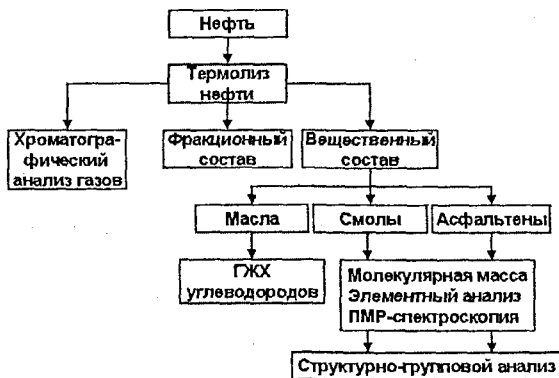 Нефть
Термолиз
нефти
Хроматогра-
фический
анализ газов
Фракционный
состав
Вещественный
состав
Масла
Смолы
Асфальтены
ГЖХ
углеводородов
Молекулярная масса
Элементный анализ
ПМР-спектроскопия
Структурно-групповой анализ